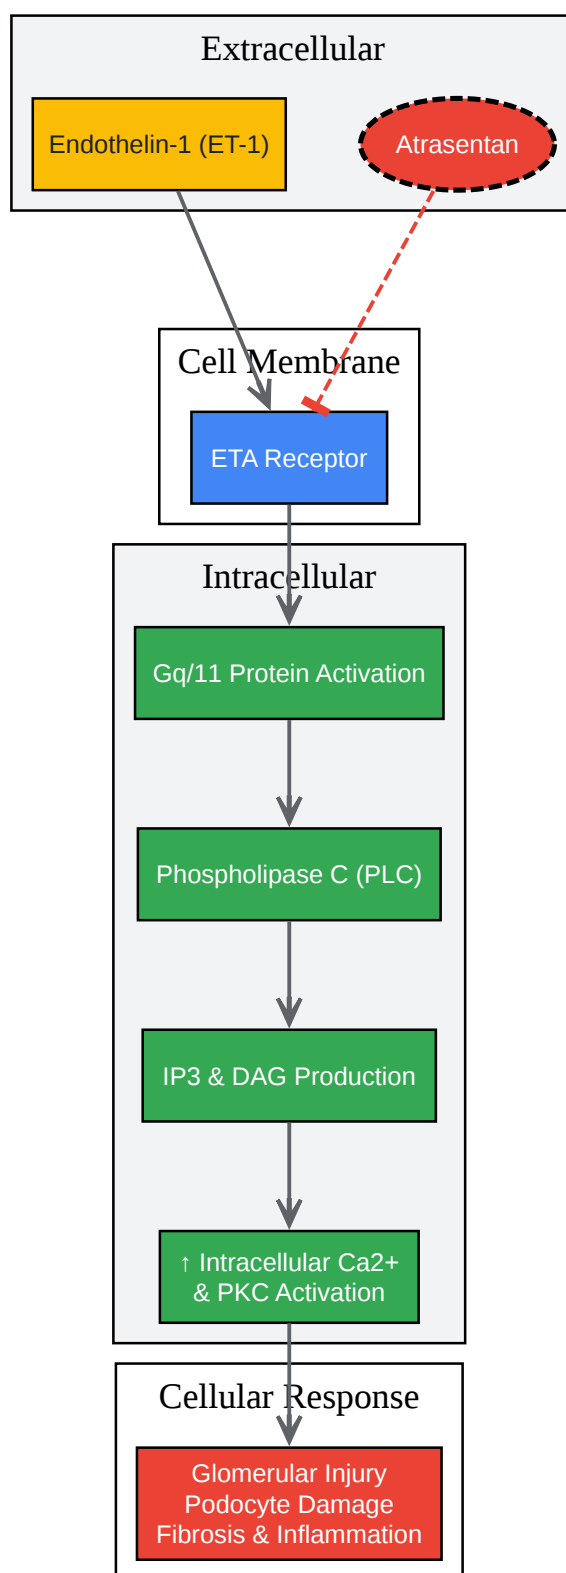 Extracellular
Endothelin-1 (ET-1)
Atrasentan
Cell Membrane
ETA Receptor
Intracellular
Gq/11 Protein Activation
Phospholipase C (PLC)
IP3 & DAG Production
↑ Intracellular Ca2+
& PKC Activation
Cellular Response
Glomerular Injury
Podocyte Damage
Fibrosis & Inflammation